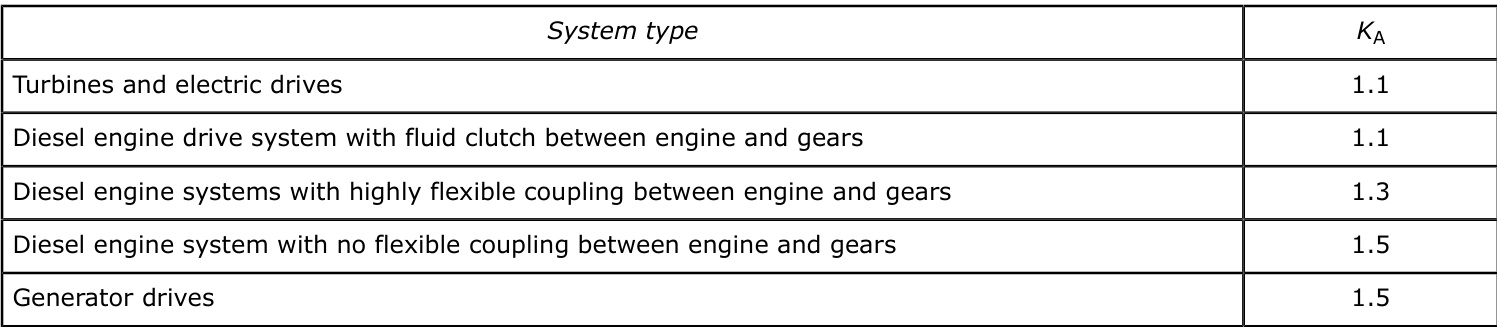 System type K_A
Turbines and electric drives 1.1
Diesel engine drive system with fluid clutch between engine and gears 1.1
Diesel engine systems with highly flexible coupling between engine and gears 1.3
Diesel engine system with no flexible coupling between engine and gears 1.5
Generator drives 1.5